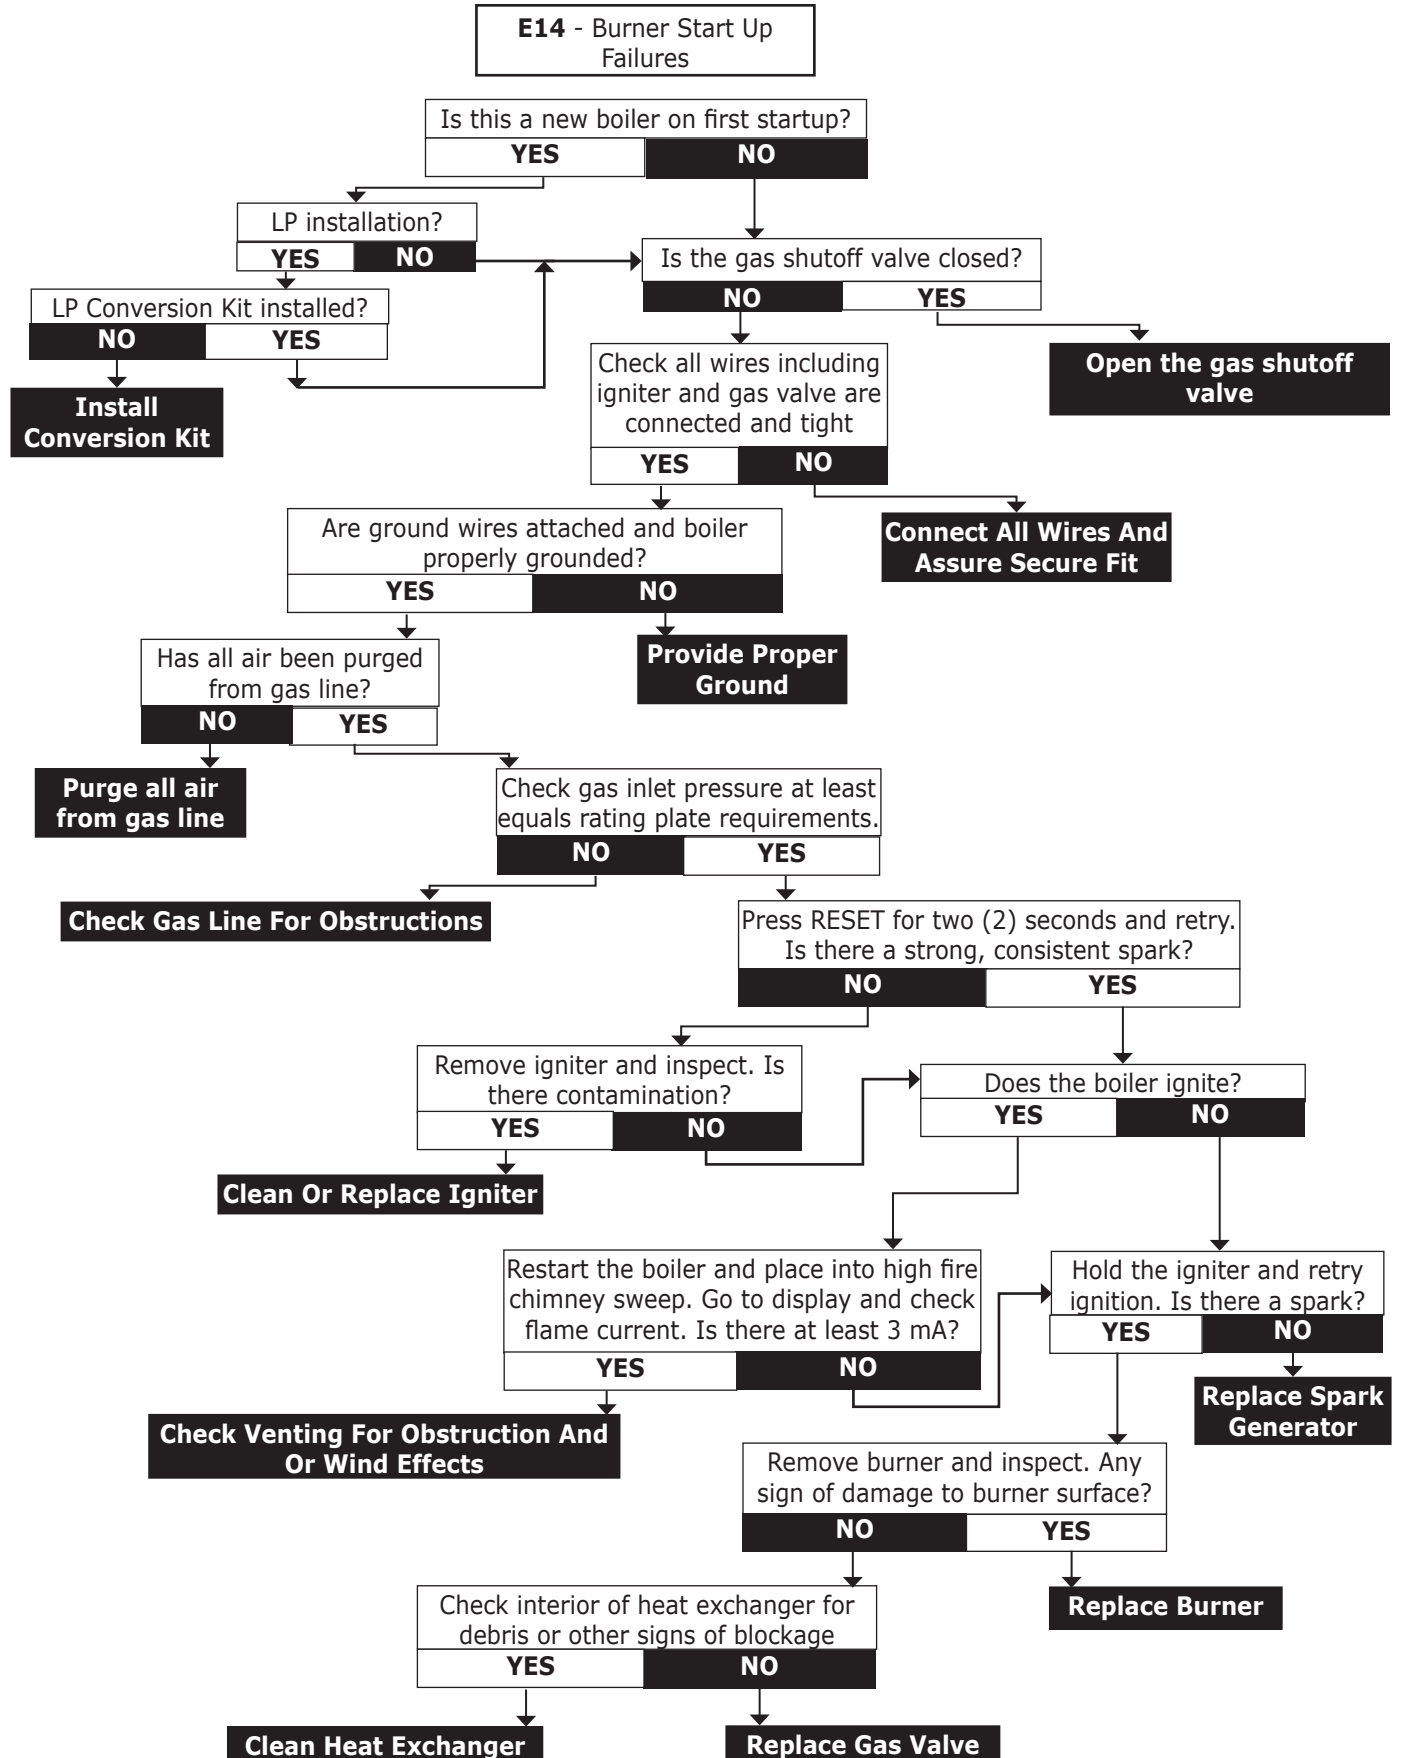 E14 - Burner Start Up
Failures
Is this a new boiler on first startup?
YES
NO
LP installation?
YES
NO
Is the gas shutoff valve closed?
NO
YES
LP Conversion Kit installed?
NO
YES
Open the gas shutoff
valve
Check all wires including
igniter and gas valve are
connected and tight
YES
NO
Install
Conversion Kit
Are ground wires attached and boiler
properly grounded?
YES
NO
Connect All Wires And
Assure Secure Fit
Has all air been purged
from gas line?
NO
YES
Provide Proper
Ground
Purge all air
from gas line
Check gas inlet pressure at least
equals rating plate requirements.
NO
YES
Check Gas Line For Obstructions
Press RESET for two (2) seconds and retry.
Is there a strong, consistent spark?
NO
YES
Remove igniter and inspect. Is
there contamination?
YES
NO
Does the boiler ignite?
YES
NO
Clean Or Replace Igniter
Restart the boiler and place into high fire
chimney sweep. Go to display and check
flame current. Is there at least 3 mA?
YES
NO
Hold the igniter and retry
ignition. Is there a spark?
YES
NO
Check Venting For Obstruction And
Or Wind Effects
Replace Spark
Generator
Remove burner and inspect. Any
sign of damage to burner surface?
NO
YES
Check interior of heat exchanger for
debris or other signs of blockage
YES
NO
Replace Burner
Clean Heat Exchanger
Replace Gas Valve